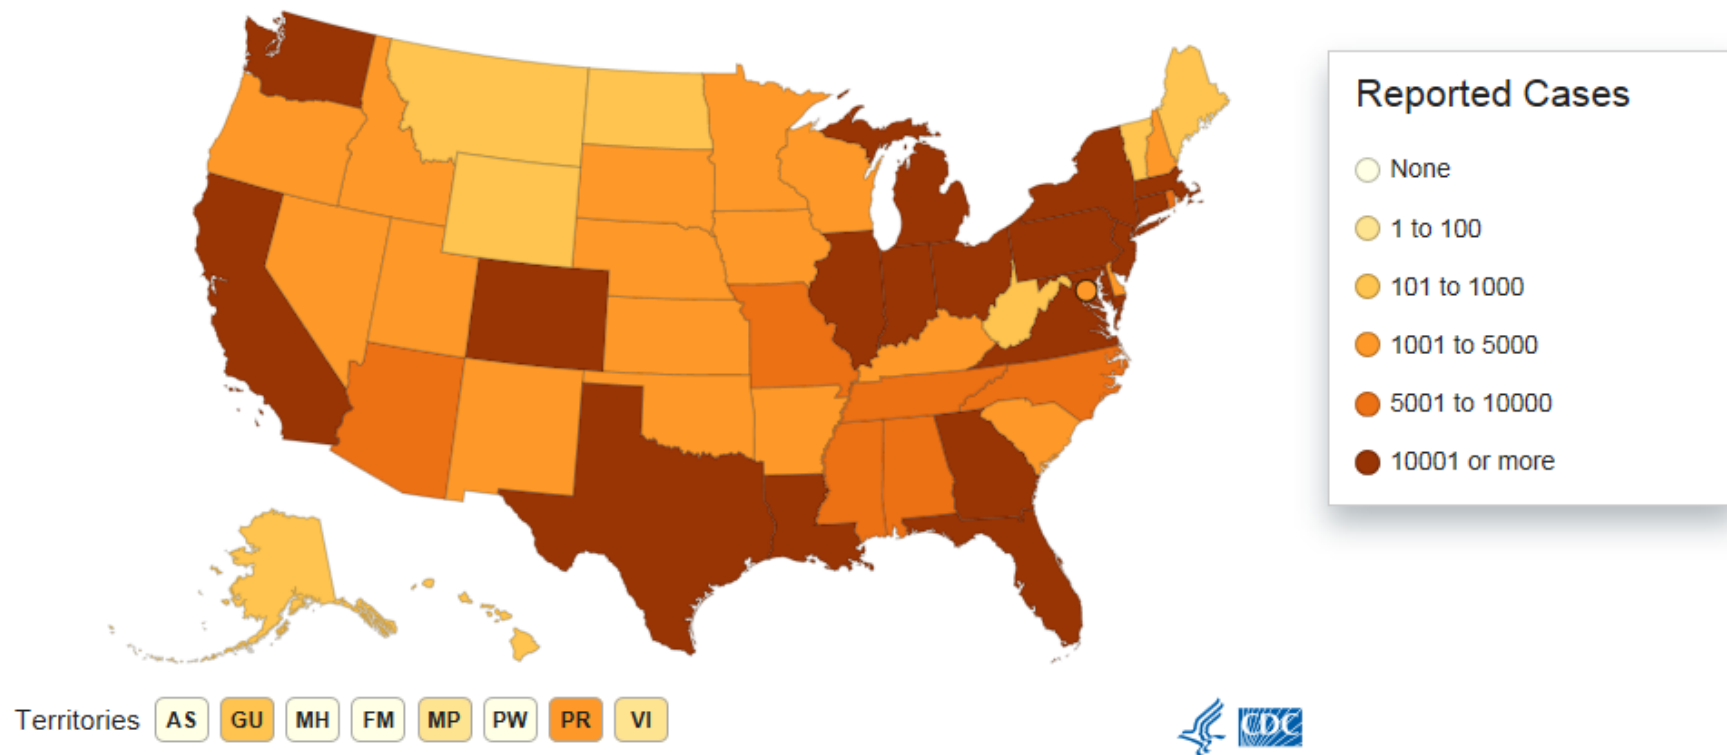 Reported Cases
None
1 to 100
101 to 1000
1001 to 5000
5001 to 10000
10001 or more
Territories AS GU MH FM MP PW PR VI
CDC